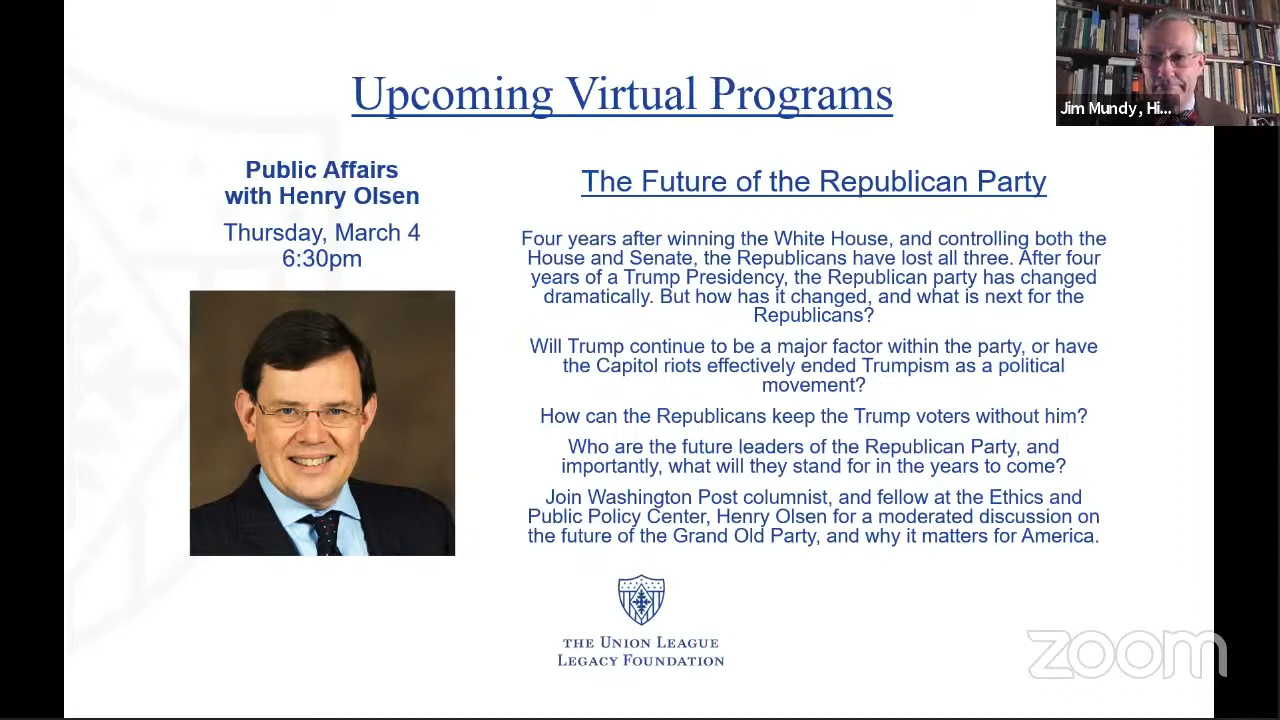 Upcoming Virtual Programs
Jim Mundy, Hi...
Public Affairs
with Henry Olsen
Thursday, March 4
6:30pm
The Future of the Republican Party
Four years after winning the White House, and controlling both the
House and Senate, the Republicans have lost all three. After four
years of a Trump Presidency, the Republican party has changed
dramatically. But how has it changed, and what is next for the
Republicans?
Will Trump continue to be a major factor within the party, or have
the Capitol riots effectively ended Trumpism as a political
movement?
How can the Republicans keep the Trump voters without him?
Who are the future leaders of the Republican Party, and
importantly, what will they stand for in the years to come?
Join Washington Post columnist, and fellow at the Ethics and
Public Policy Center, Henry Olsen for a moderated discussion on
the future of the Grand Old Party, and why it matters for America.
THE UNION LEAGUE
LEGACY FOUNDATION
zoom